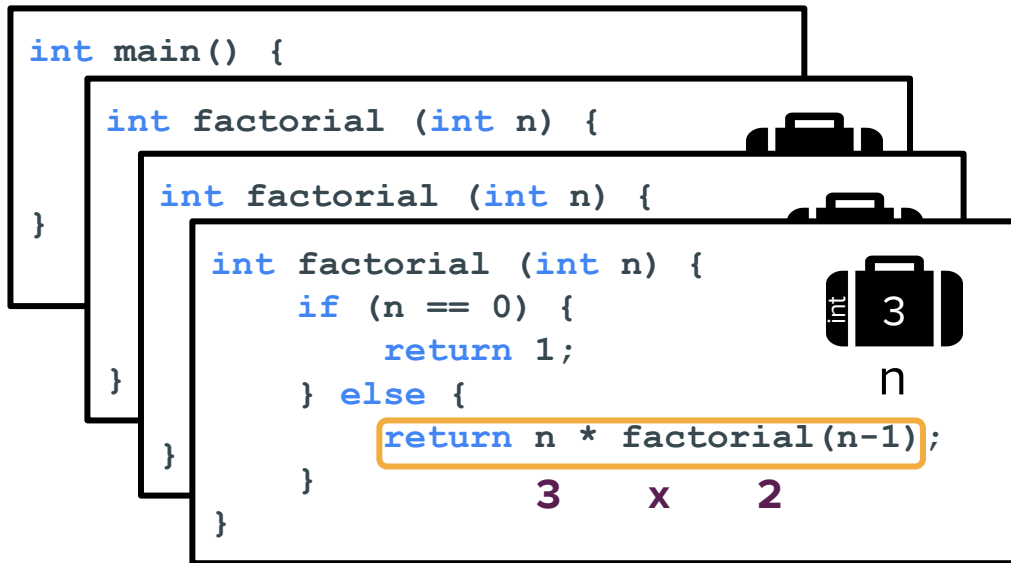 int main() {
}
int factorial (int n) {
}
int factorial (int n) {
}
int factorial (int n) {
if (n == 0) {
return 1;
} else {
return n * factorial(n-1);
}
}
3 x 2
int
3
n